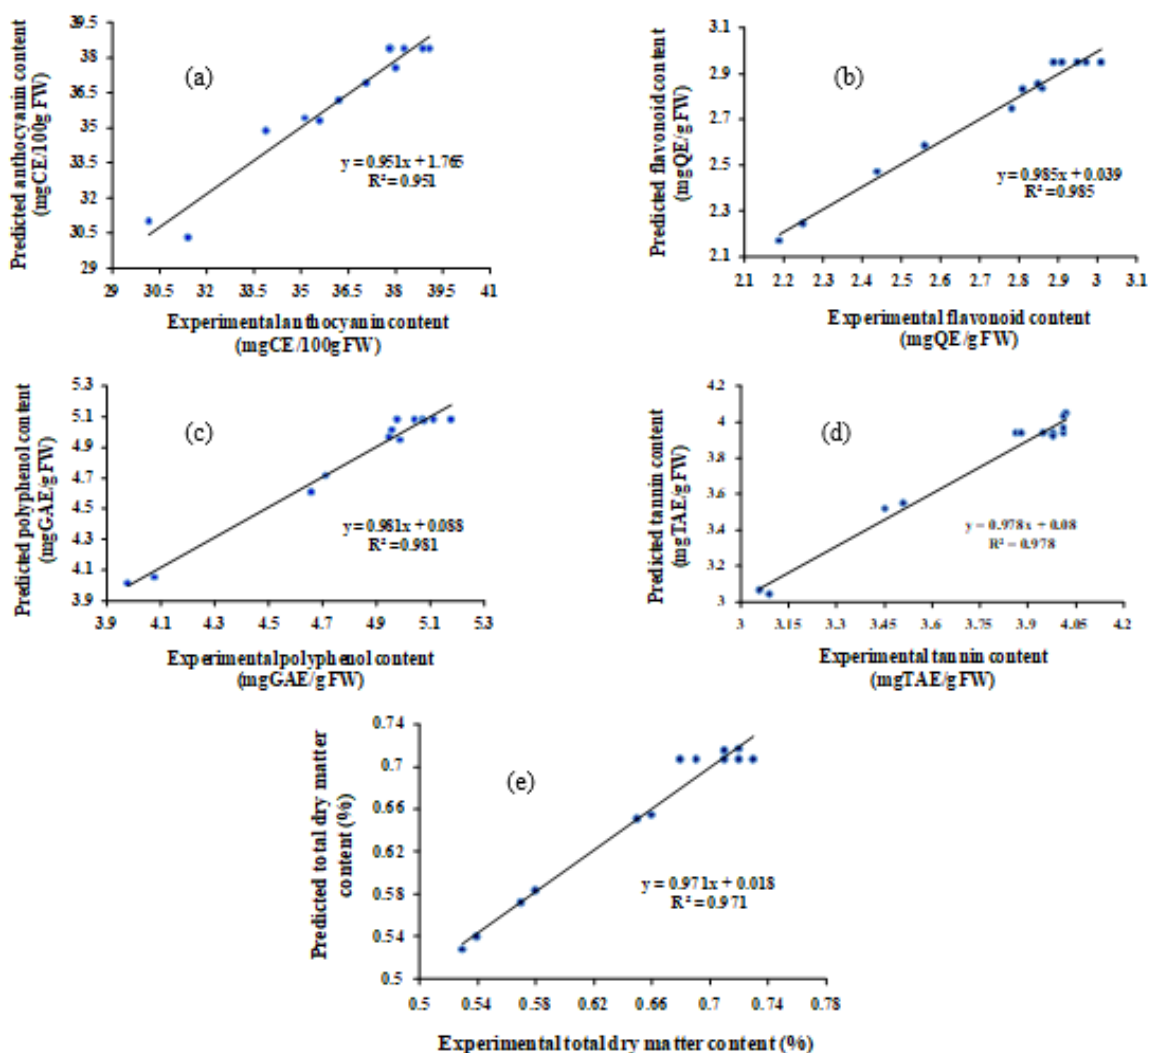 Predicted anthocyanin content
(mgCE/100g FW)
39.5
38
36.5
35
33.5
32
30.5
29
(a)
y = 0.951x + 1.765
R² = 0.951
29 30.5 32 33.5 35 36.5 38 39.5 41
Experimental anthocyanin content
(mgCE/100gFW)
Predicted flavonoid content
(mgQE/gFW)
3.1
2.9
2.7
2.5
2.3
2.1
(b)
y = 0.985x + 0.039
R² = 0.985
2.1 2.2 2.3 2.4 2.5 2.6 2.7 2.8 2.9 3 3.1
Experimental flavonoid content
(mgQE/gFW)
Predicted polyphenol content
(mgGAE/gFW)
5.3
5.1
4.9
4.7
4.5
4.3
4.1
3.9
(c)
y = 0.981x + 0.088
R² = 0.981
3.9 4.1 4.3 4.5 4.7 4.9 5.1 5.3
Experimental polyphenol content
(mgGAE/gFW)
Predicted tannin content
(mgTAE/gFW)
4.2
4
3.8
3.6
3.4
3.2
3
(d)
y = 0.978x + 0.08
R² = 0.978
3 3.15 3.3 3.45 3.6 3.75 3.9 4.05 4.2
Experimental tannin content
(mgTAE/gFW)
Predicted total dry matter
content (%)
0.74
0.7
0.66
0.62
0.58
0.54
0.5
(e)
y = 0.971x + 0.018
R² = 0.971
0.5 0.54 0.58 0.62 0.66 0.7 0.74 0.78
Experimental total dry matter content (%)